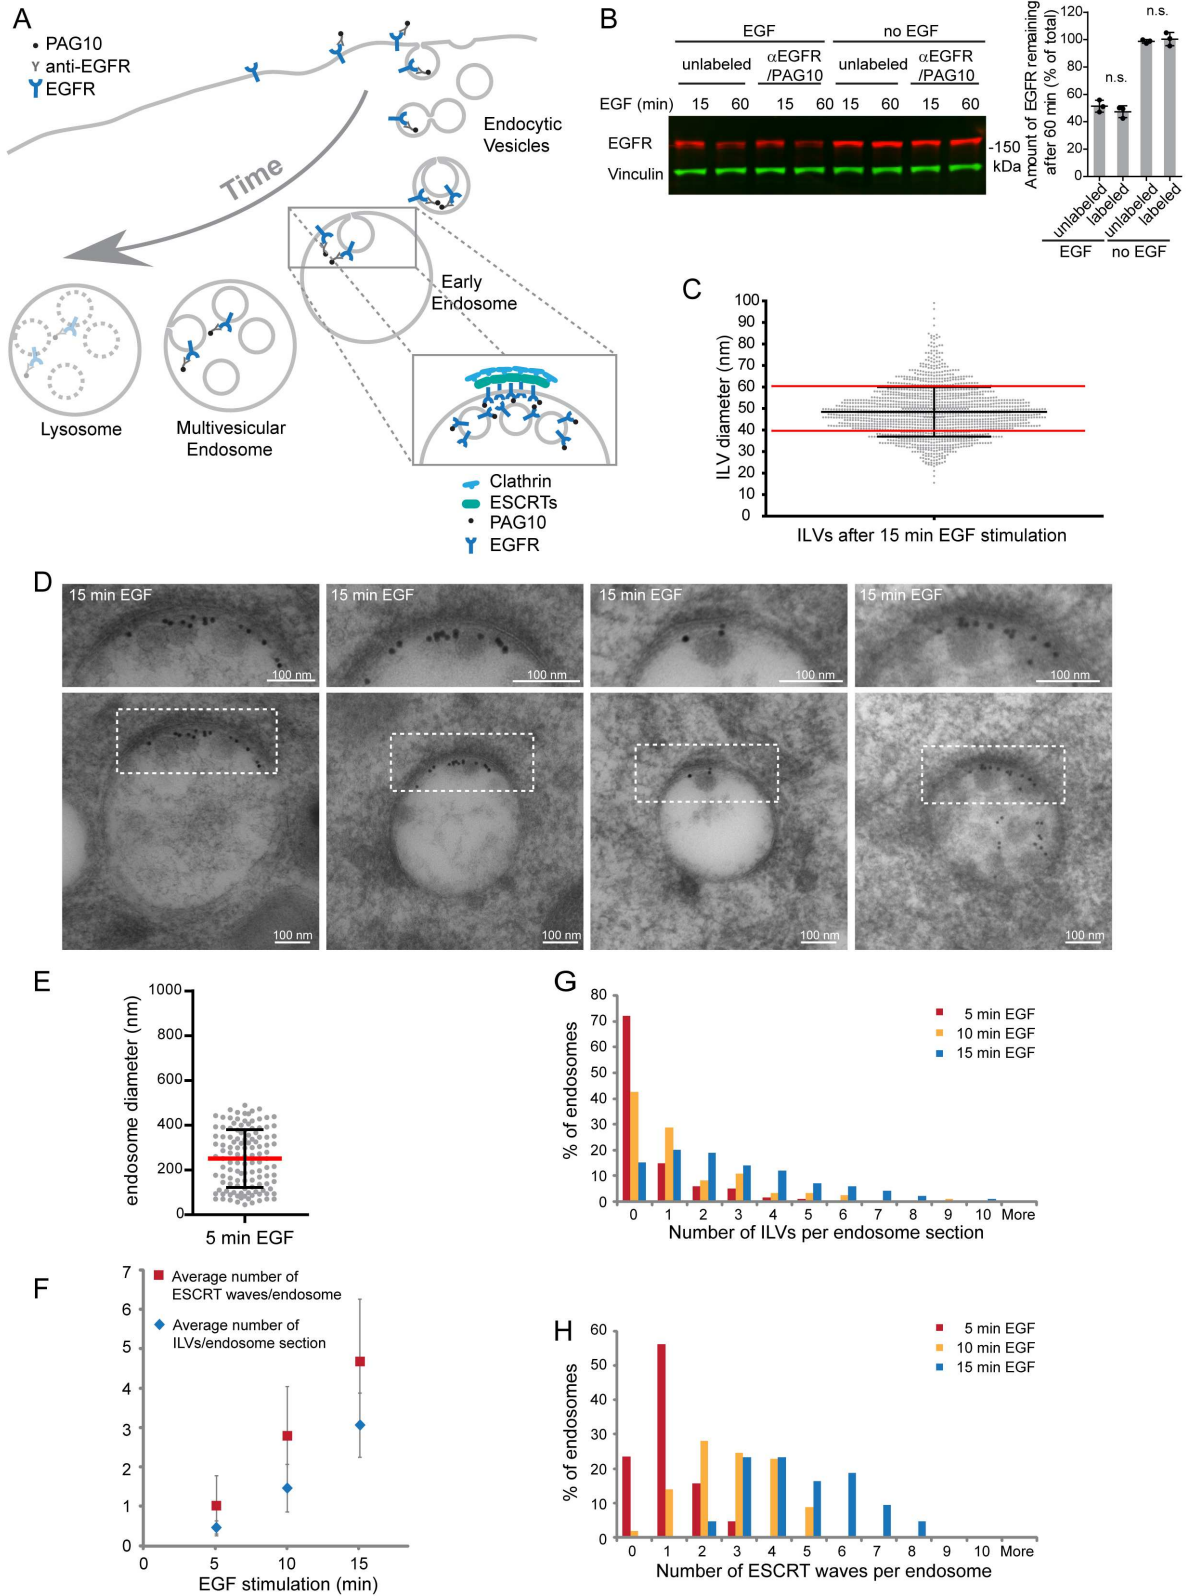 A
PAG10
anti-EGFR
EGFR
Endocytic
Vesicles
Time
Early
Endosome
Lysosome
Multivesicular
Endosome
Clathrin
ESCRTs
PAG10
EGFR
B
EGF
no EGF
unlabeled
αEGFR
/PAG10
unlabeled
αEGFR
/PAG10
EGF (min)
15
60
15
60
15
60
15
60
EGFR
Vinculin
-150
kDa
Amount of EGFR remaining
after 60 min (% of total)
120
100
80
60
40
20
0
n.s.
n.s.
unlabeled
labeled
unlabeled
labeled
EGF
no EGF
C
ILV diameter (nm)
100
90
80
70
60
50
40
30
20
10
0
ILVs after 15 min EGF stimulation
D
15 min EGF
100 nm
15 min EGF
100 nm
15 min EGF
100 nm
15 min EGF
100 nm
100 nm
100 nm
100 nm
100 nm
E
endosome diameter (nm)
1000
800
600
400
200
0
5 min EGF
F
7
6
5
4
3
2
1
0
Average number of
ESCRT waves/endosome
Average number of
ILVs/endosome section
0
5
10
15
EGF stimulation (min)
G
% of endosomes
80
70
60
50
40
30
20
10
0
5 min EGF
10 min EGF
15 min EGF
0
1
2
3
4
5
6
7
8
9
10
More
Number of ILVs per endosome section
H
% of endosomes
60
50
40
30
20
10
0
5 min EGF
10 min EGF
15 min EGF
0
1
2
3
4
5
6
7
8
9
10
More
Number of ESCRT waves per endosome